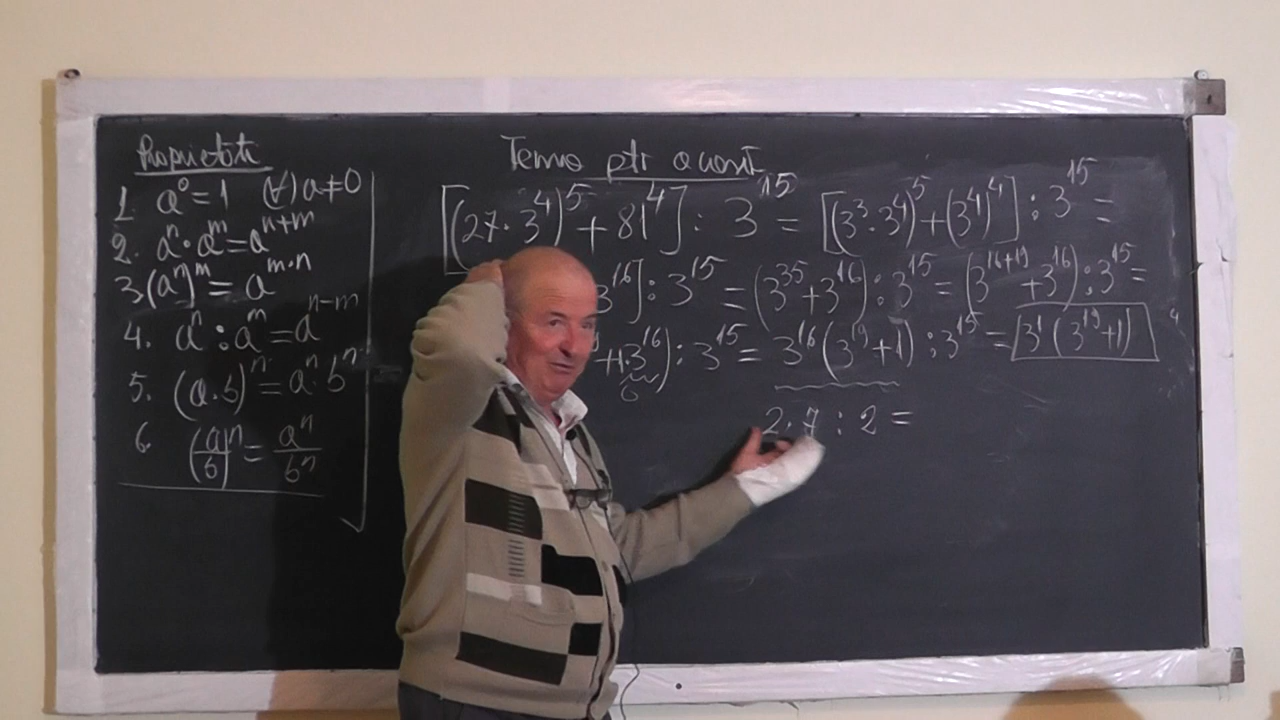 Proprietăți
1. a⁰=1 (∀) a≠0
2. aⁿ·aᵐ=aⁿ⁺ᵐ
3 (aⁿ)ᵐ=aᵐ·ⁿ
4. aⁿ:aᵐ=aⁿ⁻ᵐ
5. (a·b)ⁿ=aⁿ·bⁿ
6. (a/b)ⁿ=aⁿ/bⁿ
Tema ptr a
[(27·3⁴)⁵+81⁴]:3¹⁵=[(3³·3⁴)⁵+(3⁴)⁴]:3¹⁵=
3¹⁶]:3¹⁵=(3³⁵+3¹⁶):3¹⁵=(3¹⁶⁺¹⁹+3¹⁶):3¹⁵=
+1·3¹⁶):3¹⁵=3¹⁶(3¹⁹+1):3¹⁵=3¹(3¹⁹+1)
2·7:2=